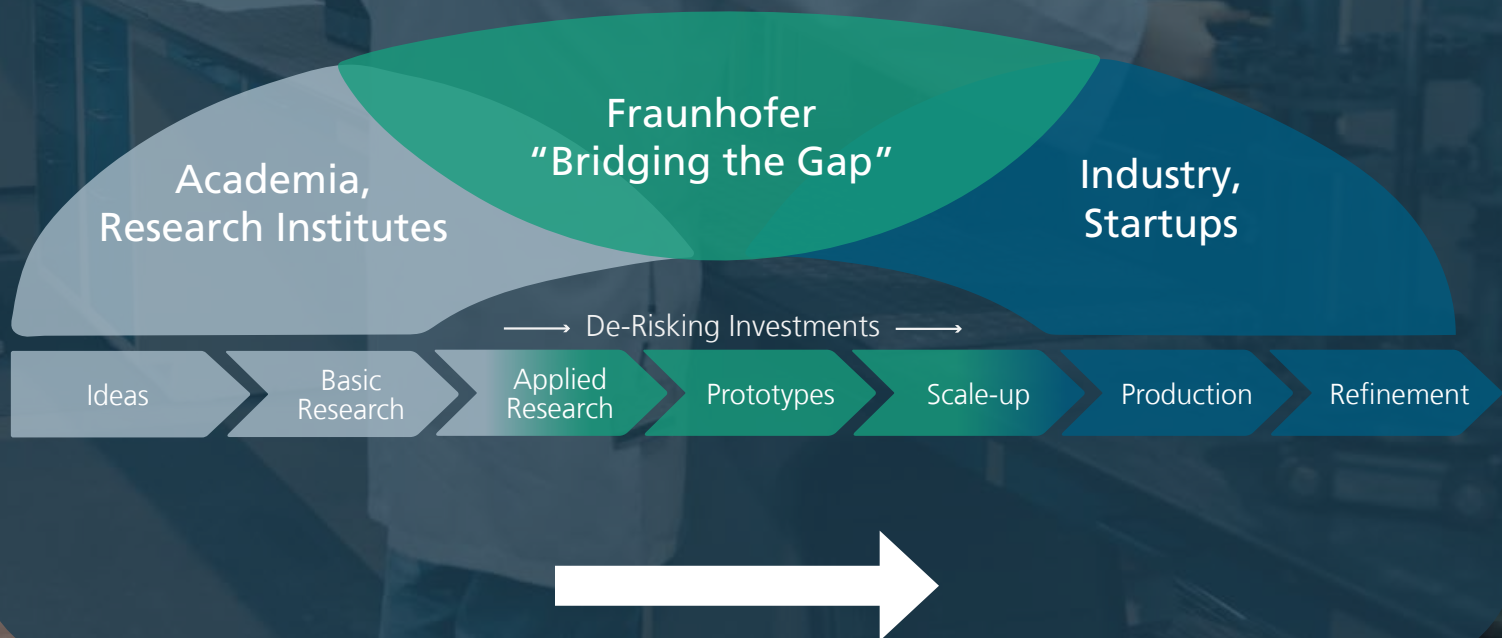 Fraunhofer
“Bridging the Gap”
Academia,
Research Institutes
Industry,
Startups
De-Risking Investments
Ideas
Basic
Research
Applied
Research
Prototypes
Scale-up
Production
Refinement